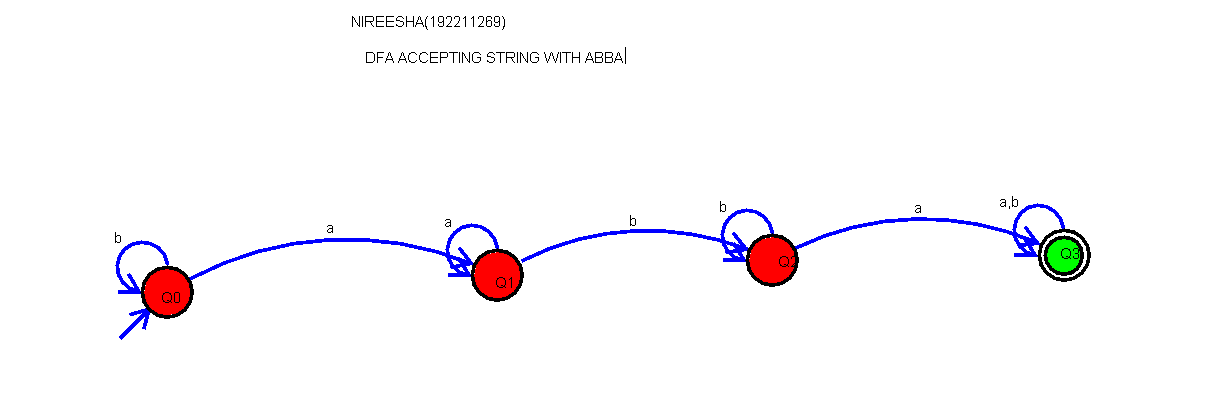 NIREESHA(192211269)
DFA ACCEPTING STRING WITH ABBA
a,b
b
a
b
a
a
b
Q3
Q2
Q1
Q0